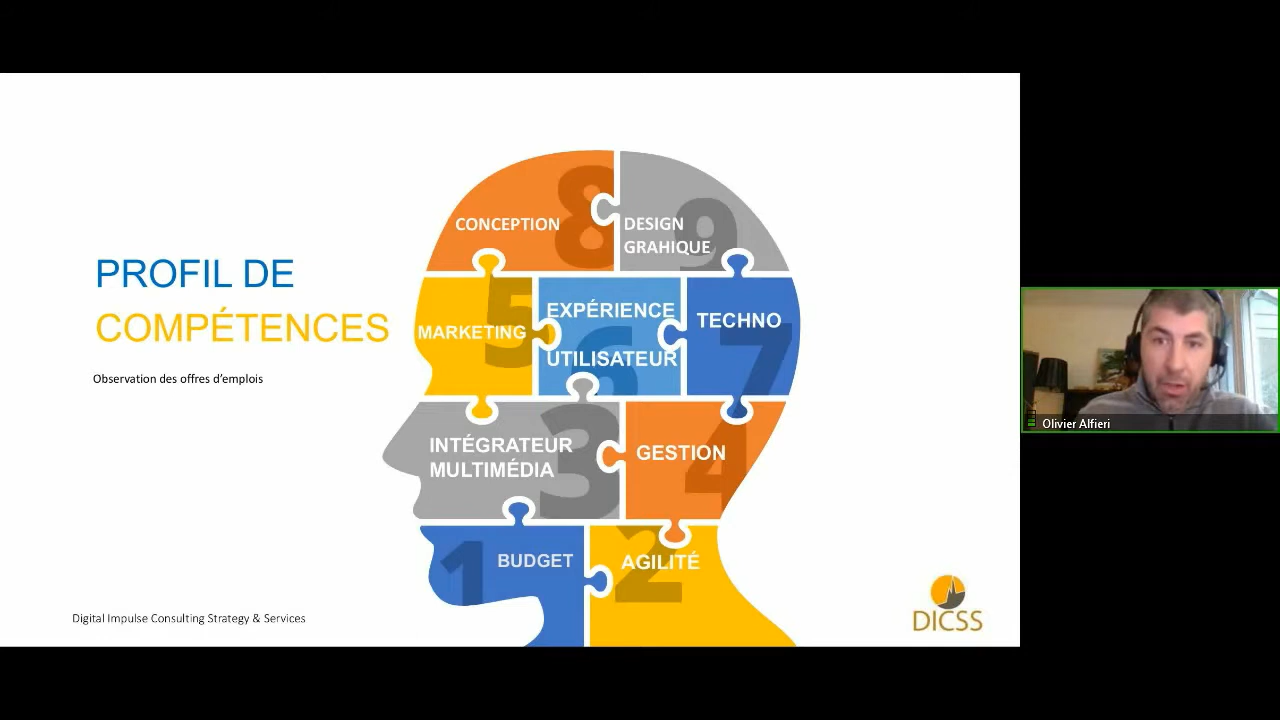 PROFIL DE
COMPÉTENCES
Observation des offres d'emplois
8
CONCEPTION
9
DESIGN
GRAHIQUE
5
MARKETING
6
EXPÉRIENCE
UTILISATEUR
7
TECHNO
3
INTÉGRATEUR
MULTIMÉDIA
4
GESTION
1
BUDGET
2
AGILITÉ
Digital Impulse Consulting Strategy & Services
DICSS
Olivier Alfieri